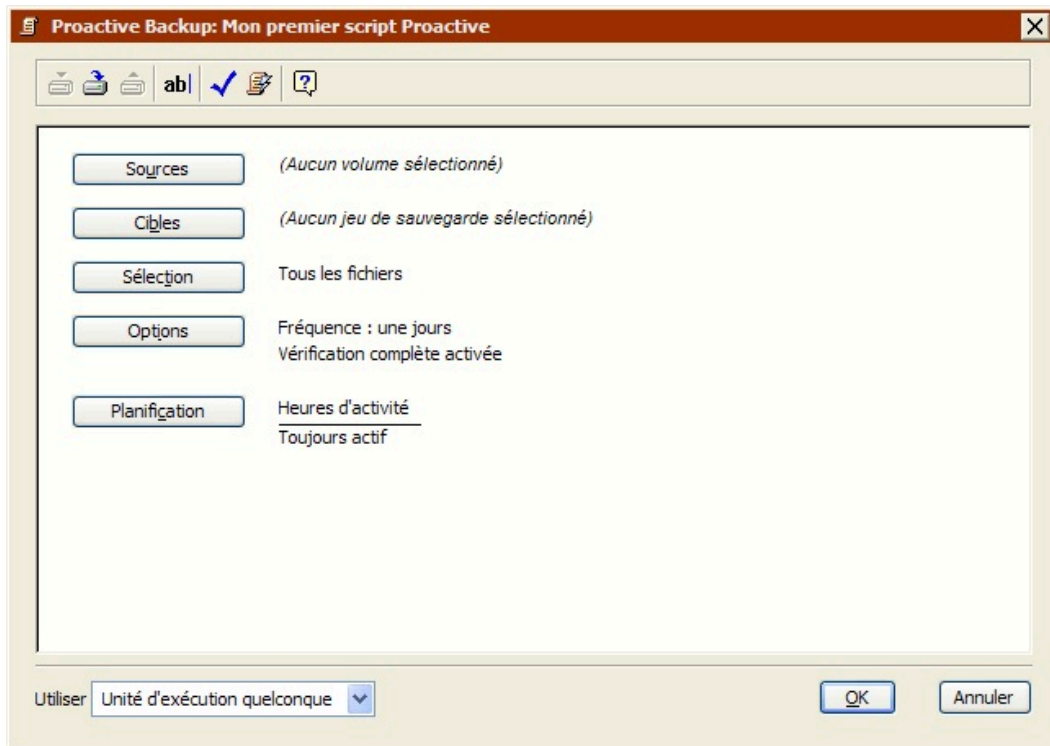 Proactive Backup: Mon premier script Proactive
ab
Sources (Aucun volume sélectionné)
Cibles (Aucun jeu de sauvegarde sélectionné)
Sélection Tous les fichiers
Options Fréquence : une jours
Vérification complète activée
Planification Heures d'activité
Toujours actif
Utiliser Unité d'exécution quelconque OK Annuler